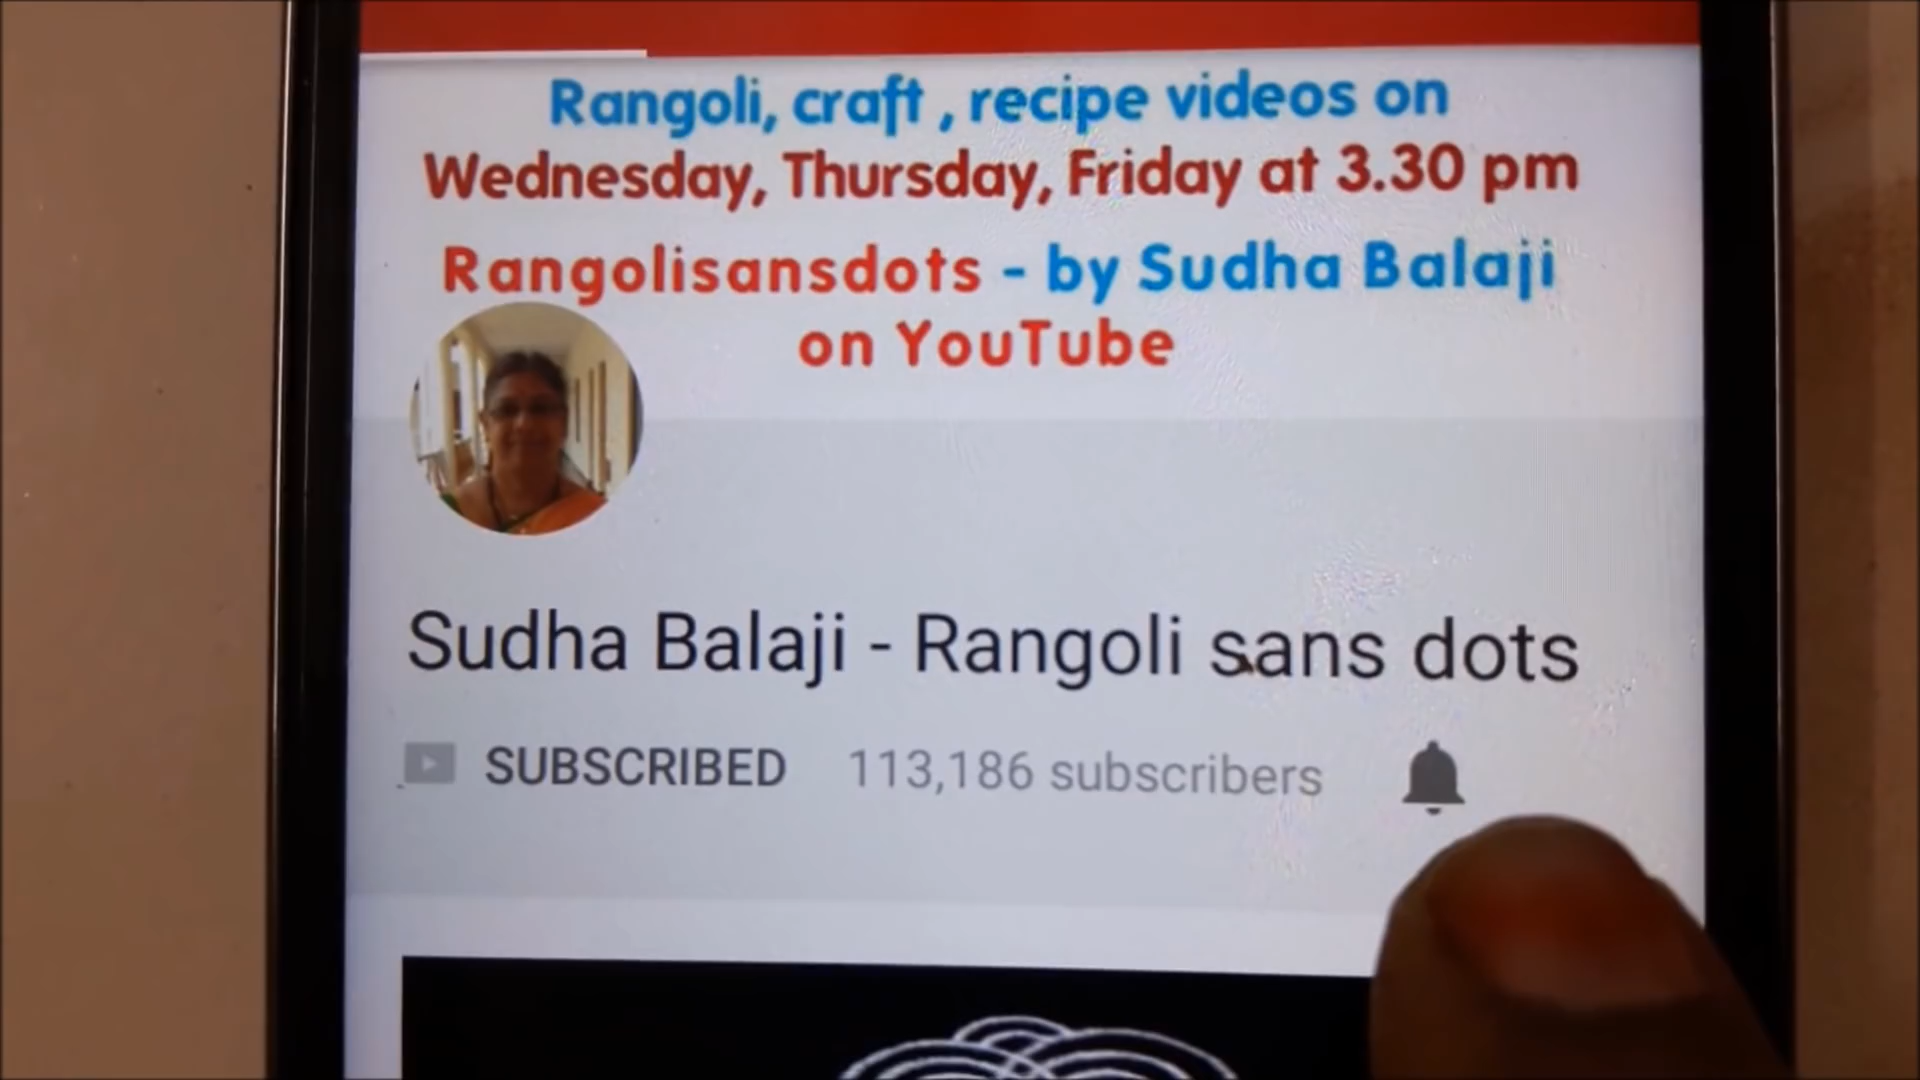 Rangoli, craft , recipe videos on
Wednesday, Thursday, Friday at 3.30 pm
Rangolisansdots - by Sudha Balaji
on YouTube
Sudha Balaji - Rangoli sans dots
SUBSCRIBED 113,186 subscribers